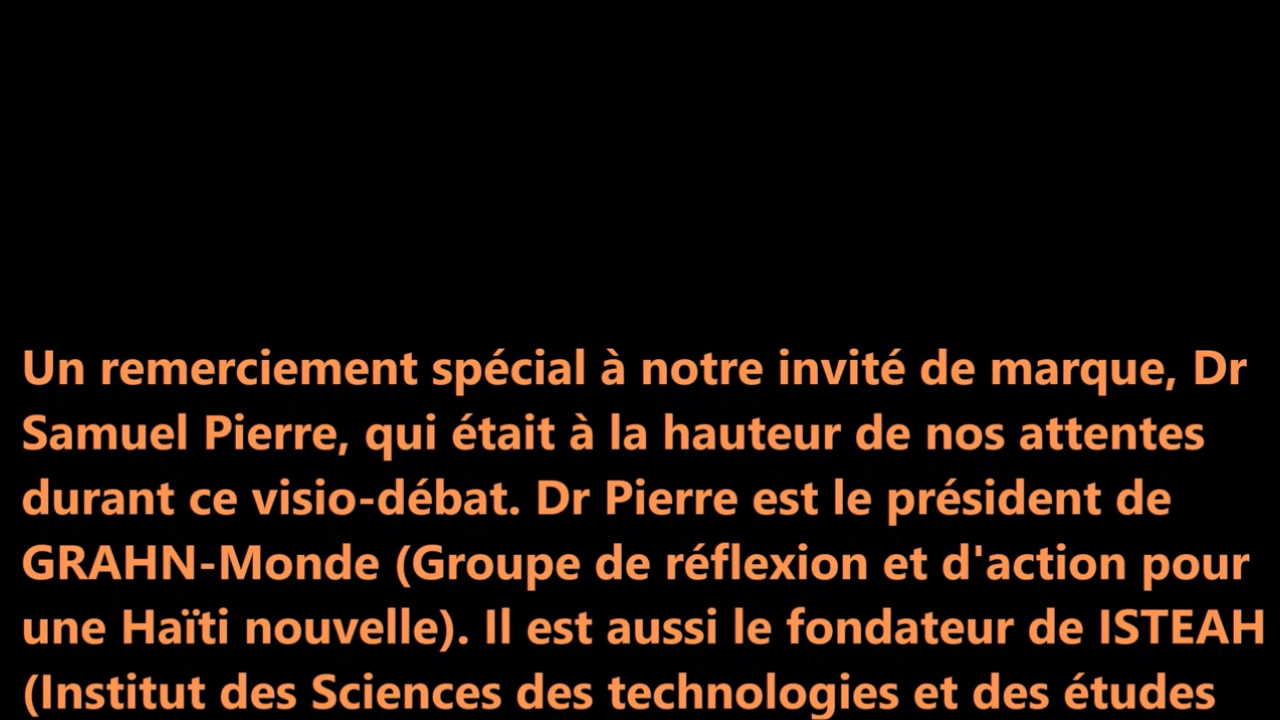 Un remerciement spécial à notre invité de marque, Dr
Samuel Pierre, qui était à la hauteur de nos attentes
durant ce visio-débat. Dr Pierre est le président de
GRAHN-Monde (Groupe de réflexion et d'action pour
une Haïti nouvelle). Il est aussi le fondateur de ISTEAH
(Institut des Sciences des technologies et des études